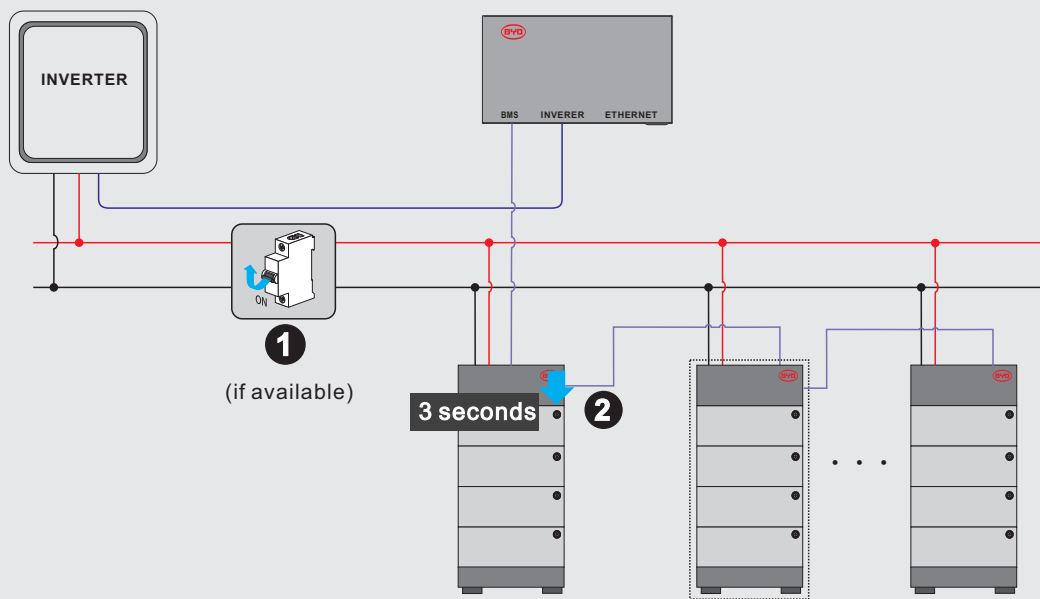 INVERTER
BYD
BMS INVERER ETHERNET
ON
1
(if available)
BYD
3 seconds
2
BYD
BYD